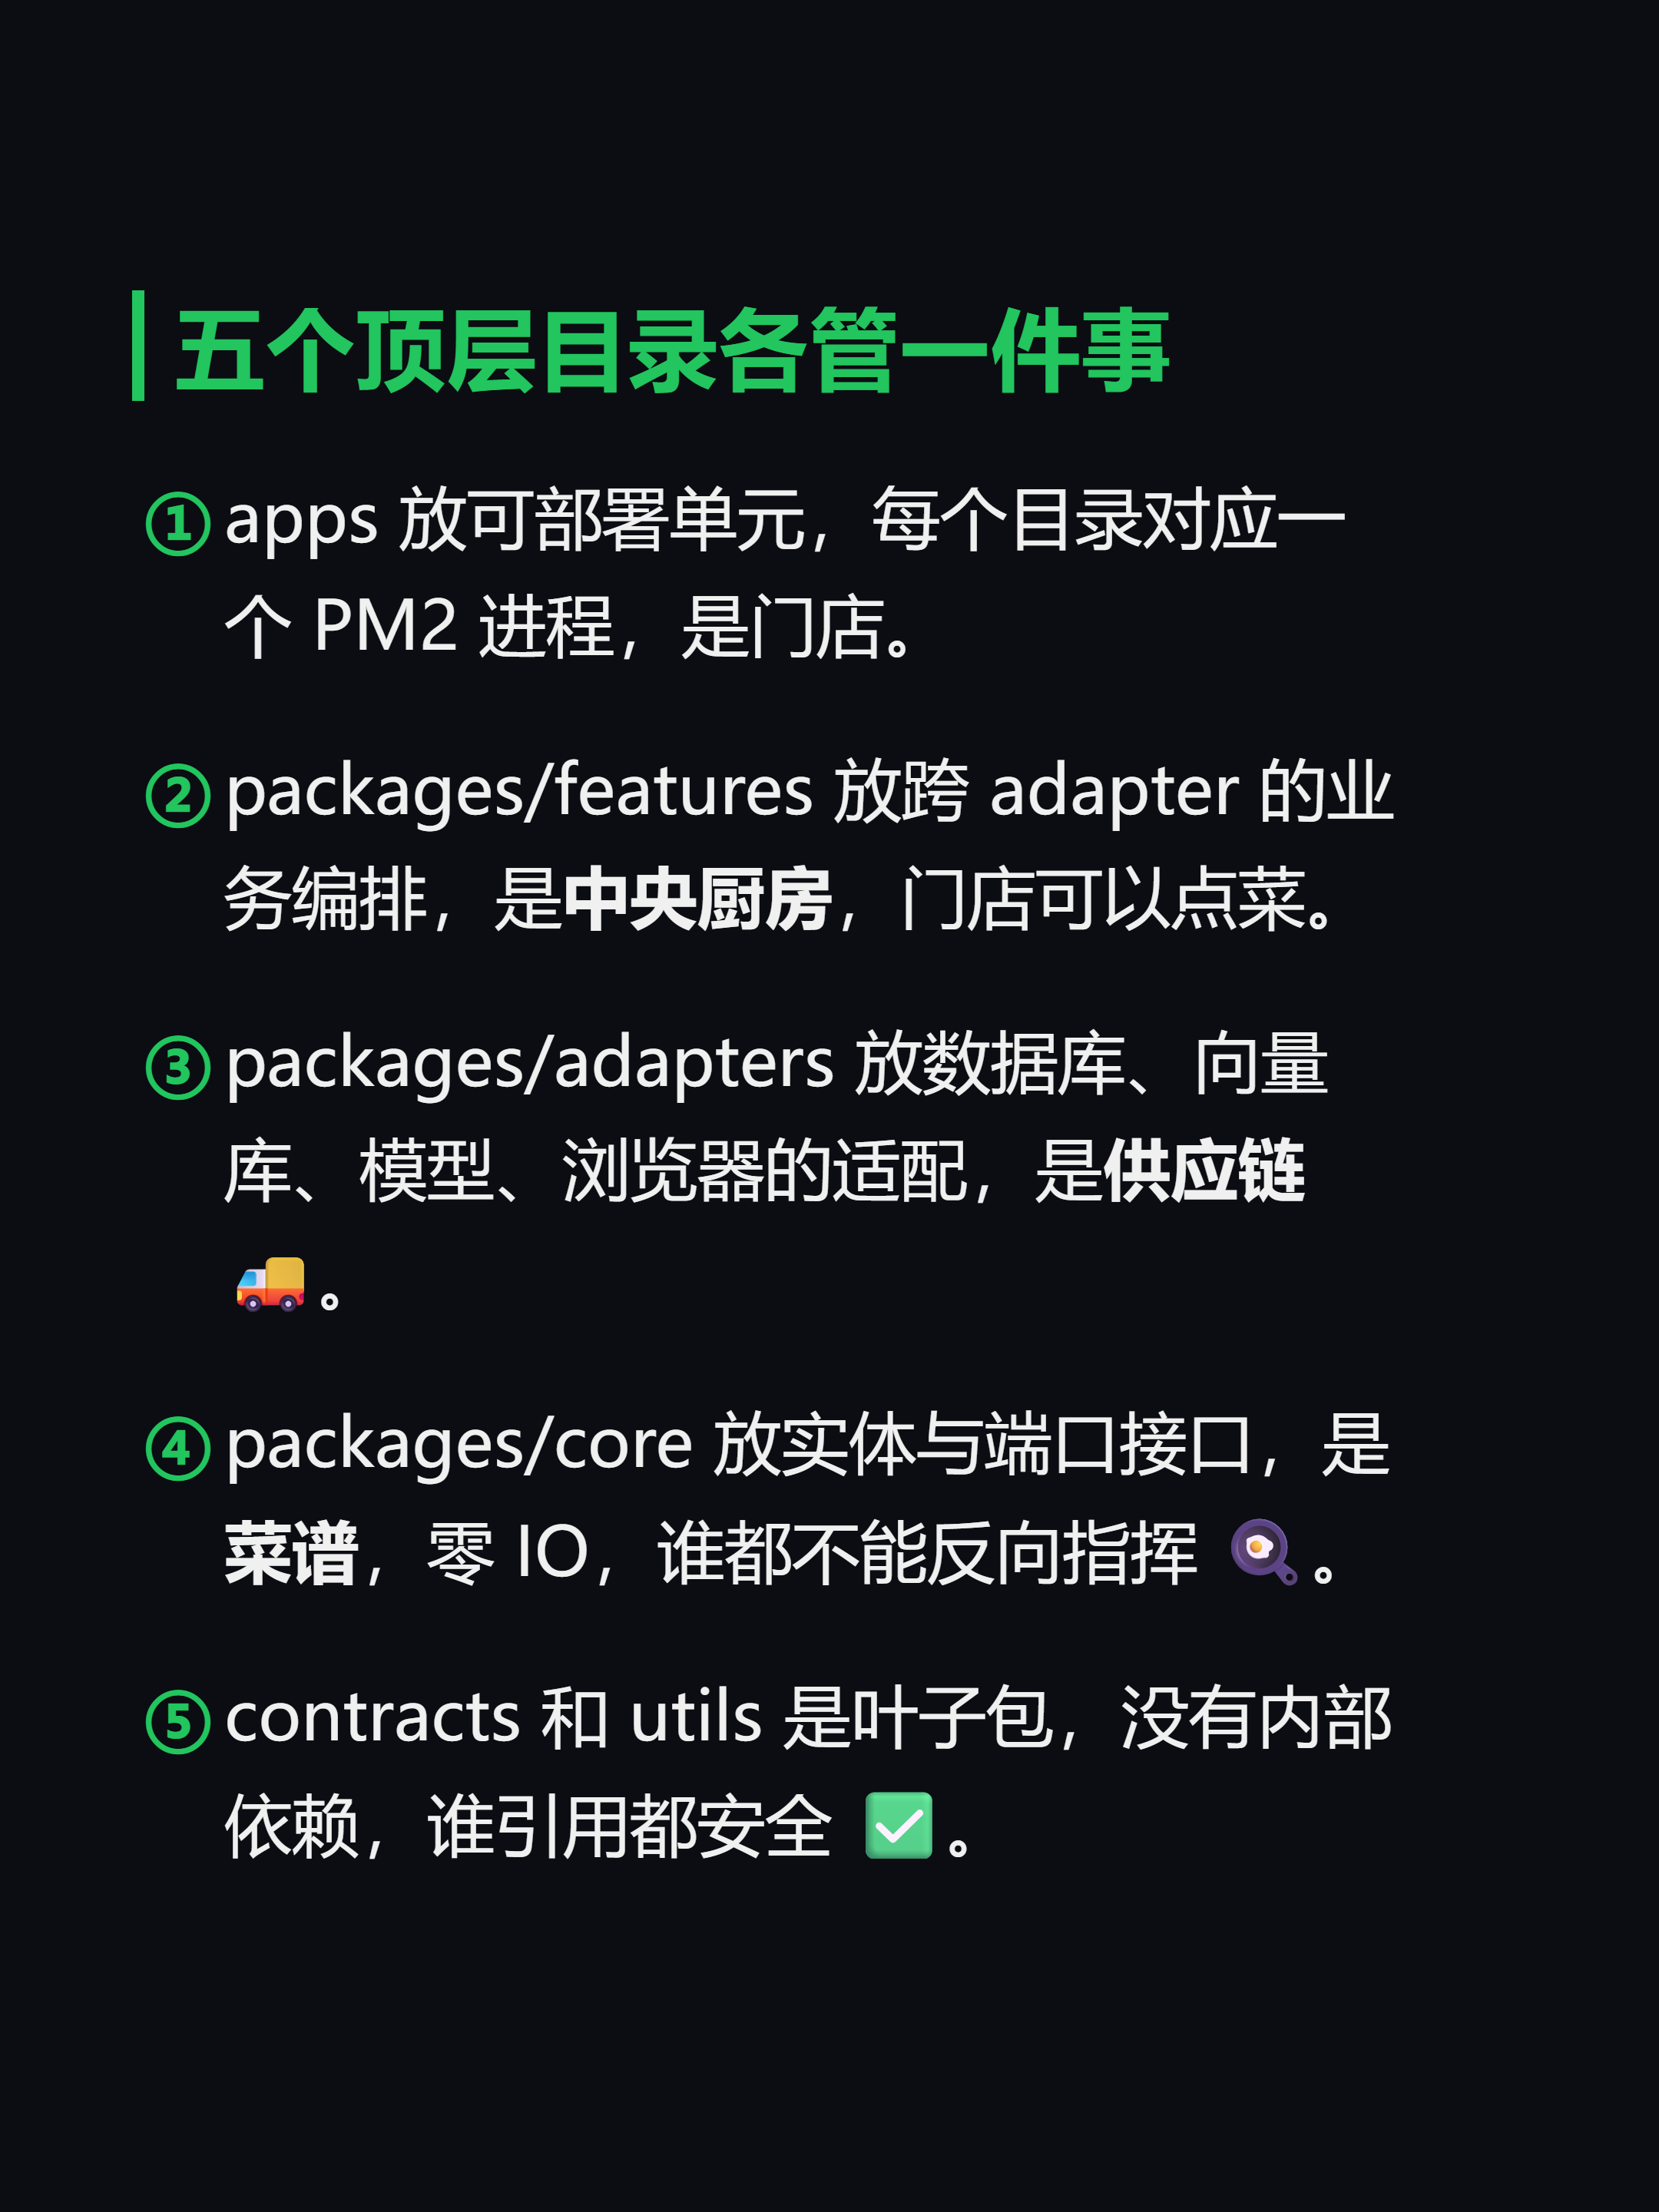 五个顶层目录各管一件事
① apps 放可部署单元，每个目录对应一
个 PM2 进程，是门店。
② packages/features 放跨 adapter 的业
务编排，是中央厨房，门店可以点菜。
③ packages/adapters 放数据库、向量
库、模型、浏览器的适配，是供应链
🚚。
④ packages/core 放实体与端口接口，是
菜谱，零 IO，谁都不能反向指挥 🍳。
⑤ contracts 和 utils 是叶子包，没有内部
依赖，谁引用都安全 ✅。